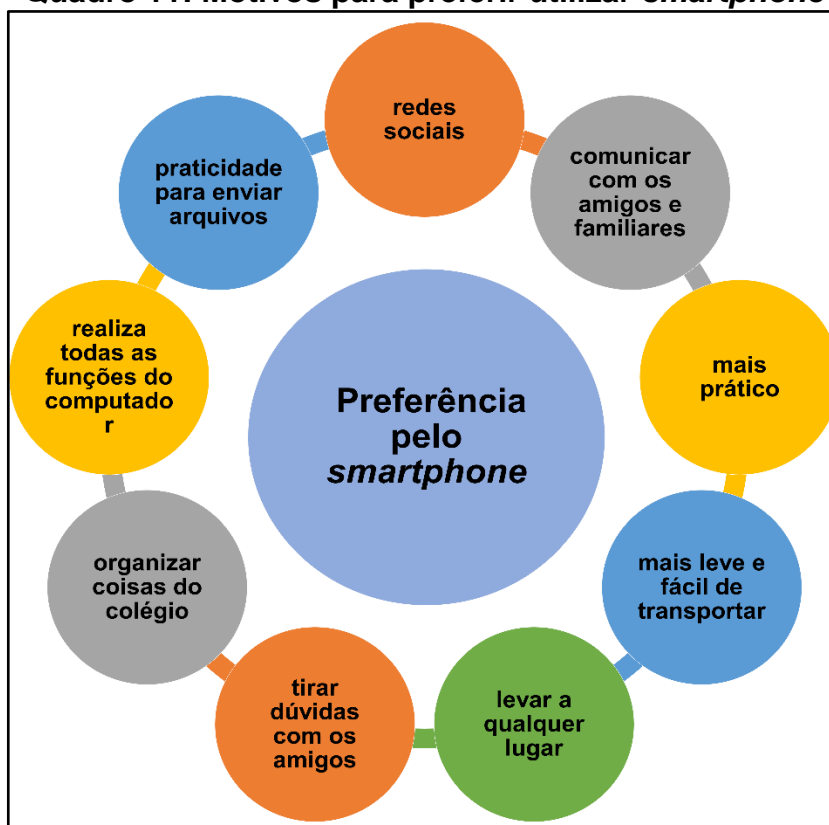 redes
sociais
comunicar
com os
amigos e
familiares
mais
prático
mais leve e
fácil de
transportar
levar a
qualquer
lugar
tirar
dúvidas
com os
amigos
organizar
coisas do
colégio
realiza
todas as
funções do
computado
r
praticidade
para enviar
arquivos
Preferência
pelo
smartphone